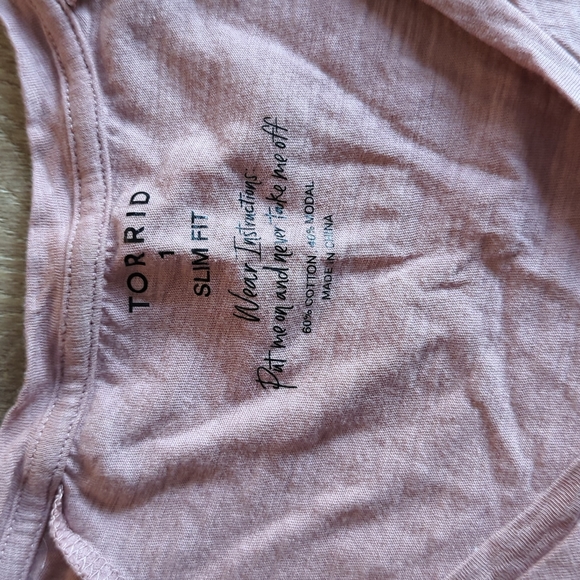 TORRID
1
SLIM FIT
Wear Instructions
Put me on and never take me off
60% COTTON 40% MODAL
MADE IN CHINA